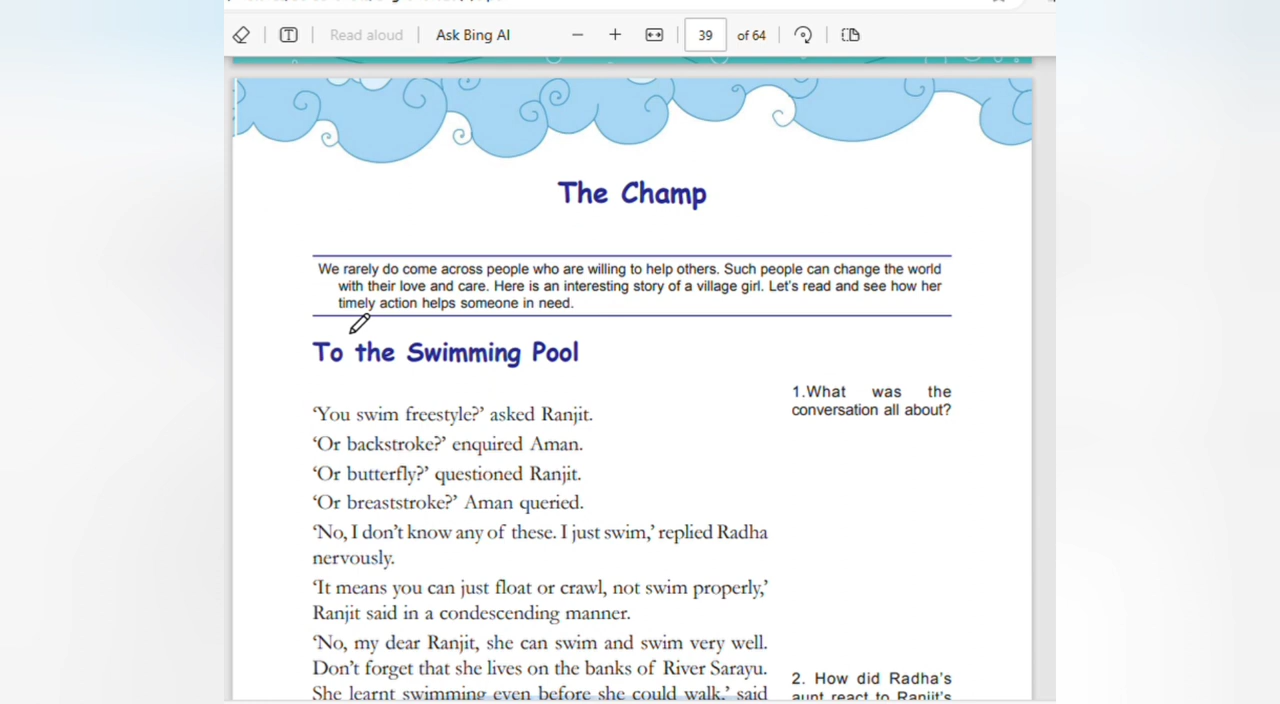 Read aloud
Ask Bing AI
39
of 64
The Champ
We rarely do come across people who are willing to help others. Such people can change the world
with their love and care. Here is an interesting story of a village girl. Let's read and see how her
timely action helps someone in need.
To the Swimming Pool
‘You swim freestyle?’ asked Ranjit.
‘Or backstroke?’ enquired Aman.
‘Or butterfly?’ questioned Ranjit.
‘Or breaststroke?’ Aman queried.
‘No, I don’t know any of these. I just swim,’ replied Radha
nervously.
‘It means you can just float or crawl, not swim properly,’
Ranjit said in a condescending manner.
‘No, my dear Ranjit, she can swim and swim very well.
Don’t forget that she lives on the banks of River Sarayu.
She learnt swimming even before she could walk,’ said
1.What was the
conversation all about?
2. How did Radha’s
aunt react to Ranjit’s